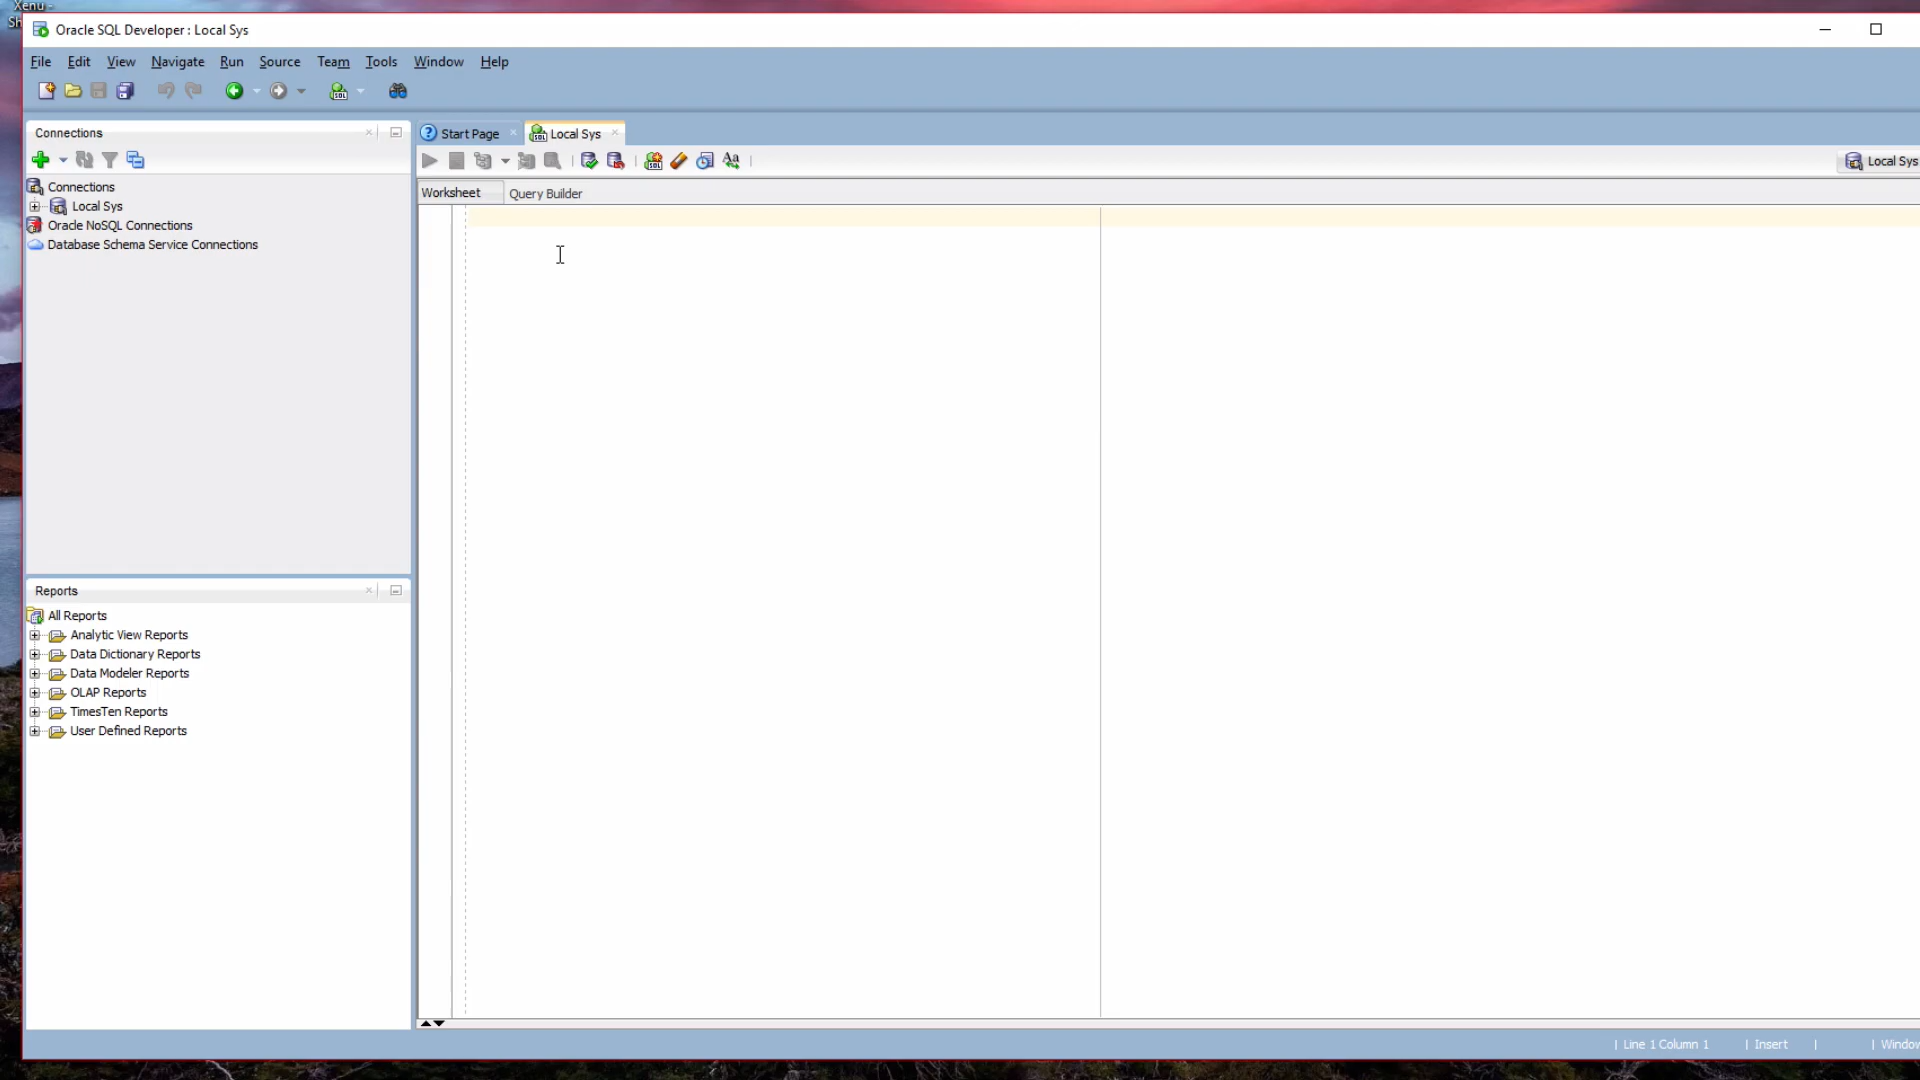 Xenu -
Sh
Oracle SQL Developer : Local Sys
File Edit View Navigate Run Source Team Tools Window Help
Connections
Start Page
Local Sys
Local Sys
Worksheet
Query Builder
Connections
Local Sys
Oracle NoSQL Connections
Database Schema Service Connections
Reports
All Reports
Analytic View Reports
Data Dictionary Reports
Data Modeler Reports
OLAP Reports
TimesTen Reports
User Defined Reports
| Line 1 Column 1 | Insert | | Window